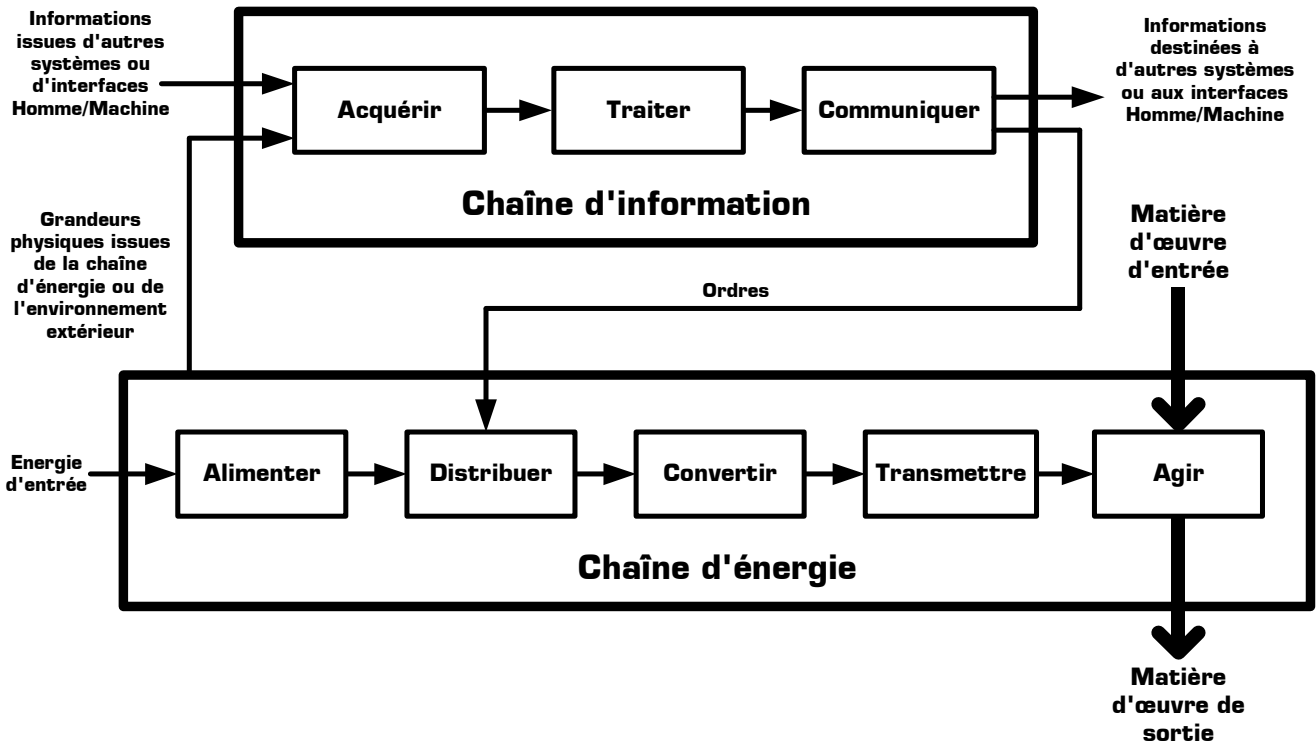 Informations
issues d'autres
systèmes ou
d'interfaces
Homme/Machine
Informations
destinées à
d'autres systèmes
ou aux interfaces
Homme/Machine
Acquérir
Traiter
Communiquer
Chaîne d'information
Grandeurs
physiques issues
de la chaîne
d'énergie ou de
l'environnement
extérieur
Matière
d'œuvre
d'entrée
Ordres
Energie
d'entrée
Alimenter
Distribuer
Convertir
Transmettre
Agir
Chaîne d'énergie
Matière
d'œuvre de
sortie